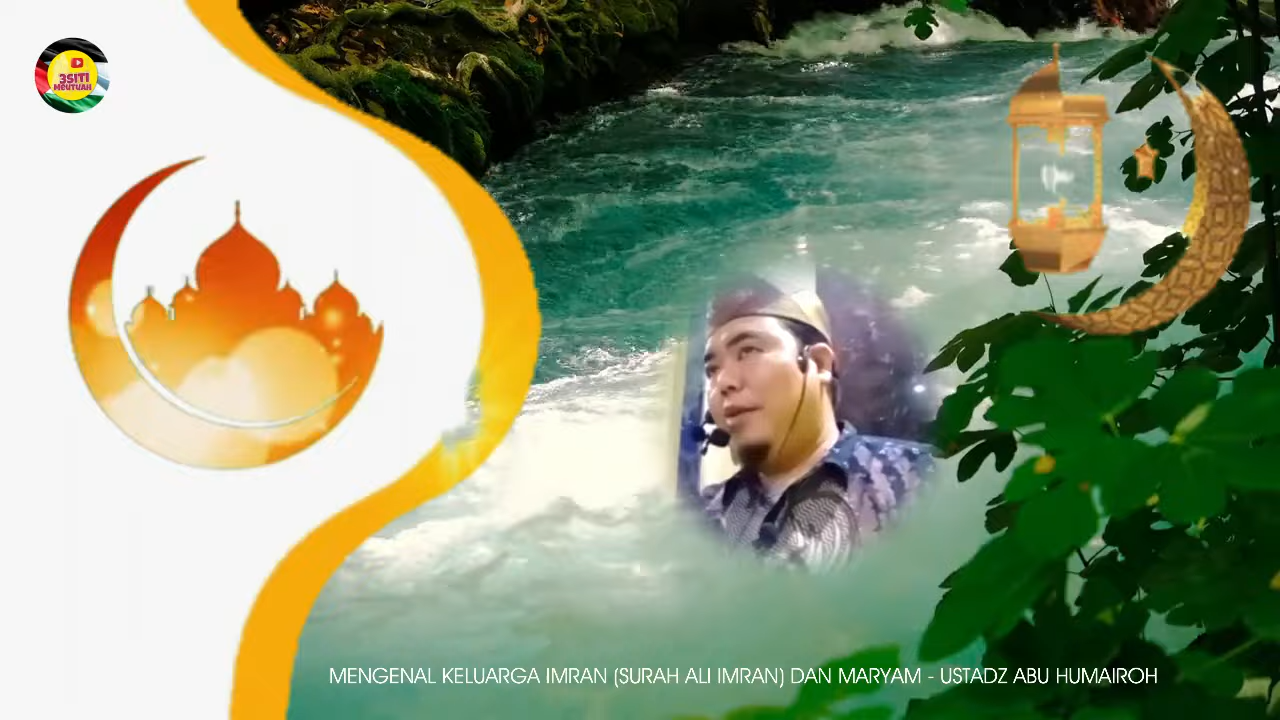 3SITI
MEUTUAH
MENGENAL KELUARGA IMRAN (SURAH ALI IMRAN) DAN MARYAM - USTADZ ABU HUMAIROH